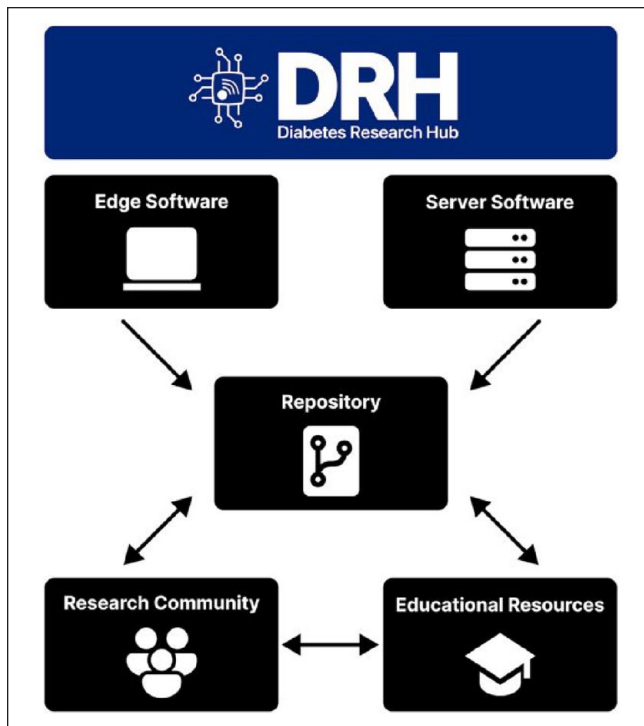 DRH
Diabetes Research Hub
Edge Software
Server Software
Repository
Research Community
Educational Resources